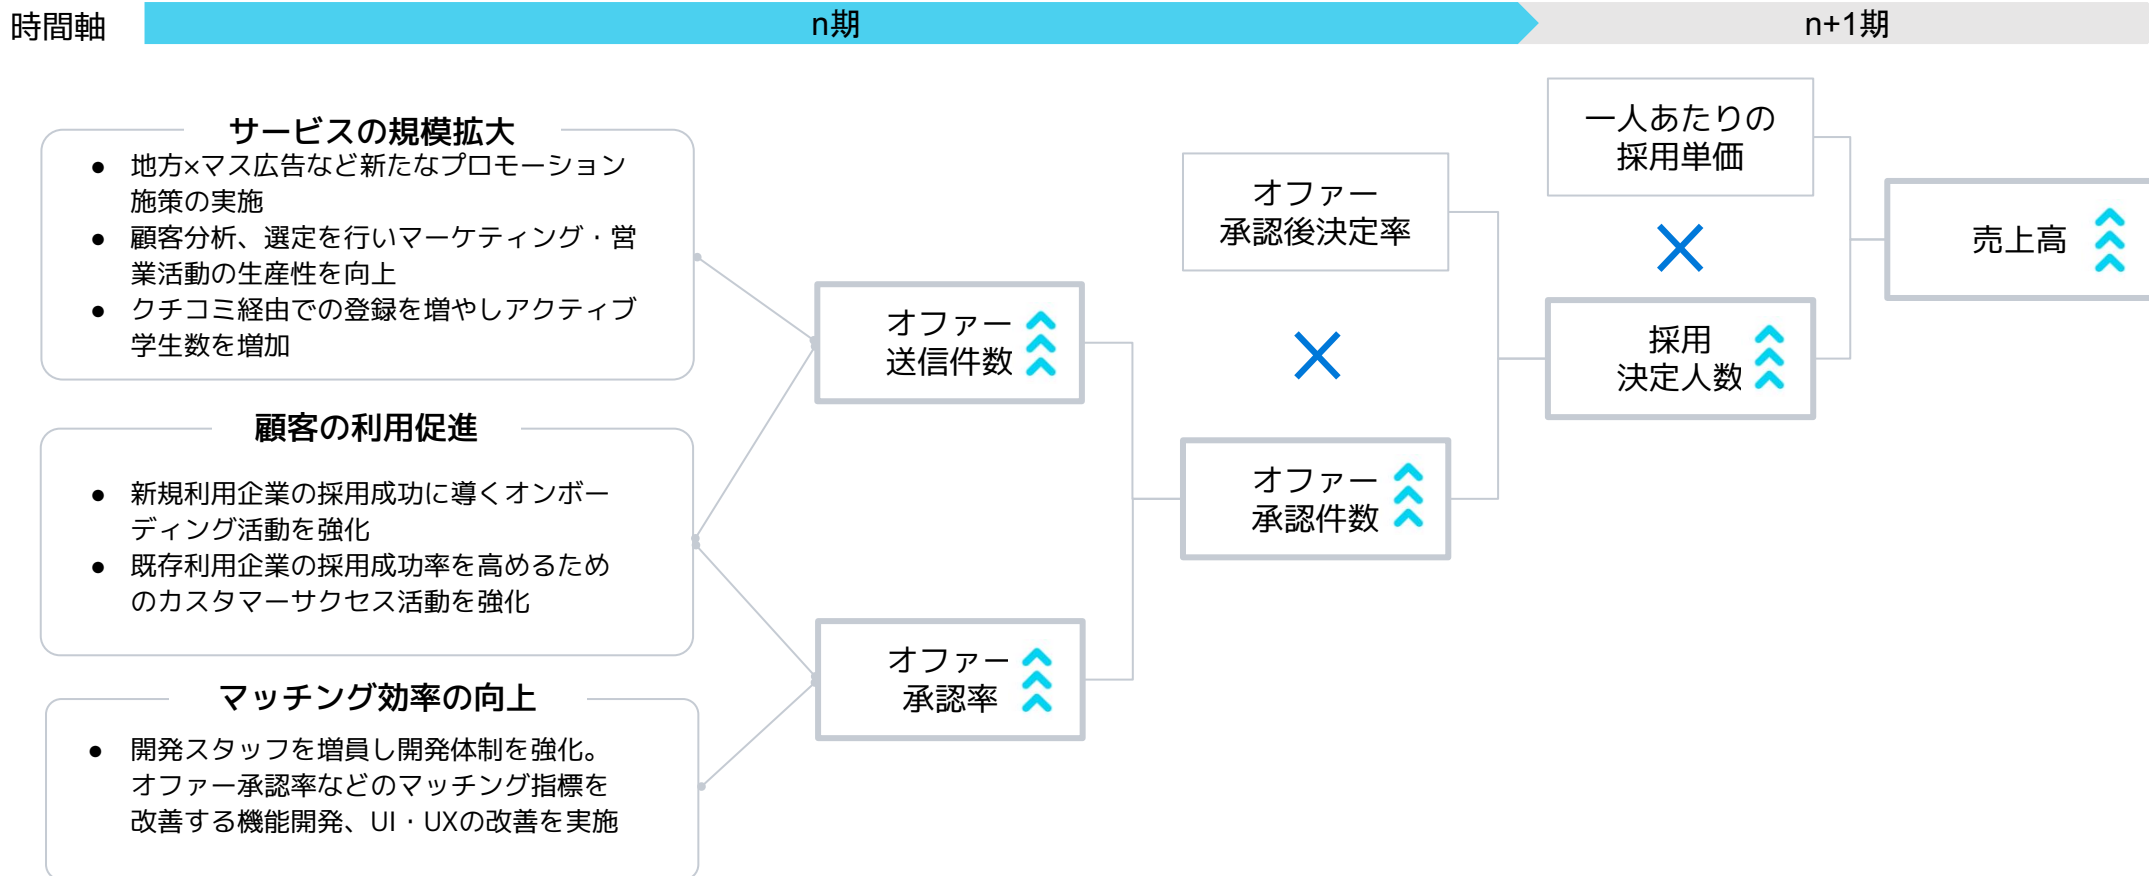 時間軸
n期
n+1期
サービスの規模拡大
● 地方×マス広告など新たなプロモーション
施策の実施
● 顧客分析、選定を行いマーケティング・営
業活動の生産性を向上
● クチコミ経由での登録を増やしアクティブ
学生数を増加
顧客の利用促進
● 新規利用企業の採用成功に導くオンボー
ディング活動を強化
● 既存利用企業の採用成功率を高めるため
のカスタマーサクセス活動を強化
マッチング効率の向上
● 開発スタッフを増員し開発体制を強化。
オファー承認率などのマッチング指標を
改善する機能開発、UI・UXの改善を実施
オファー
送信件数
オファー
承認率
オファー
承認後決定率
×
オファー
承認件数
一人あたりの
採用単価
×
採用
決定人数
売上高